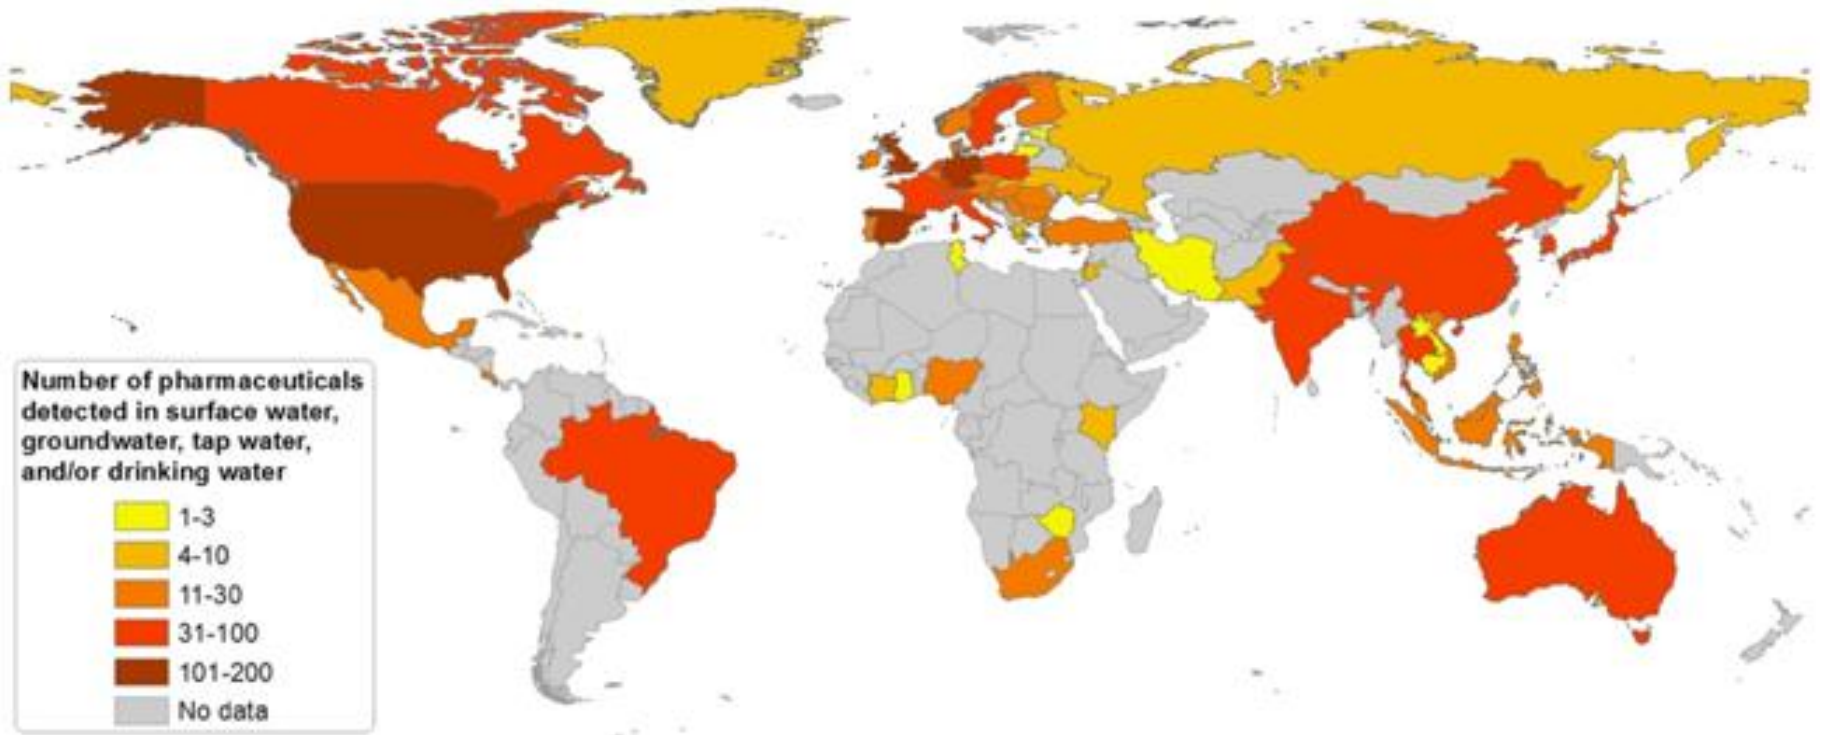 Number of pharmaceuticals
detected in surface water,
groundwater, tap water,
and/or drinking water
1-3
4-10
11-30
31-100
101-200
No data